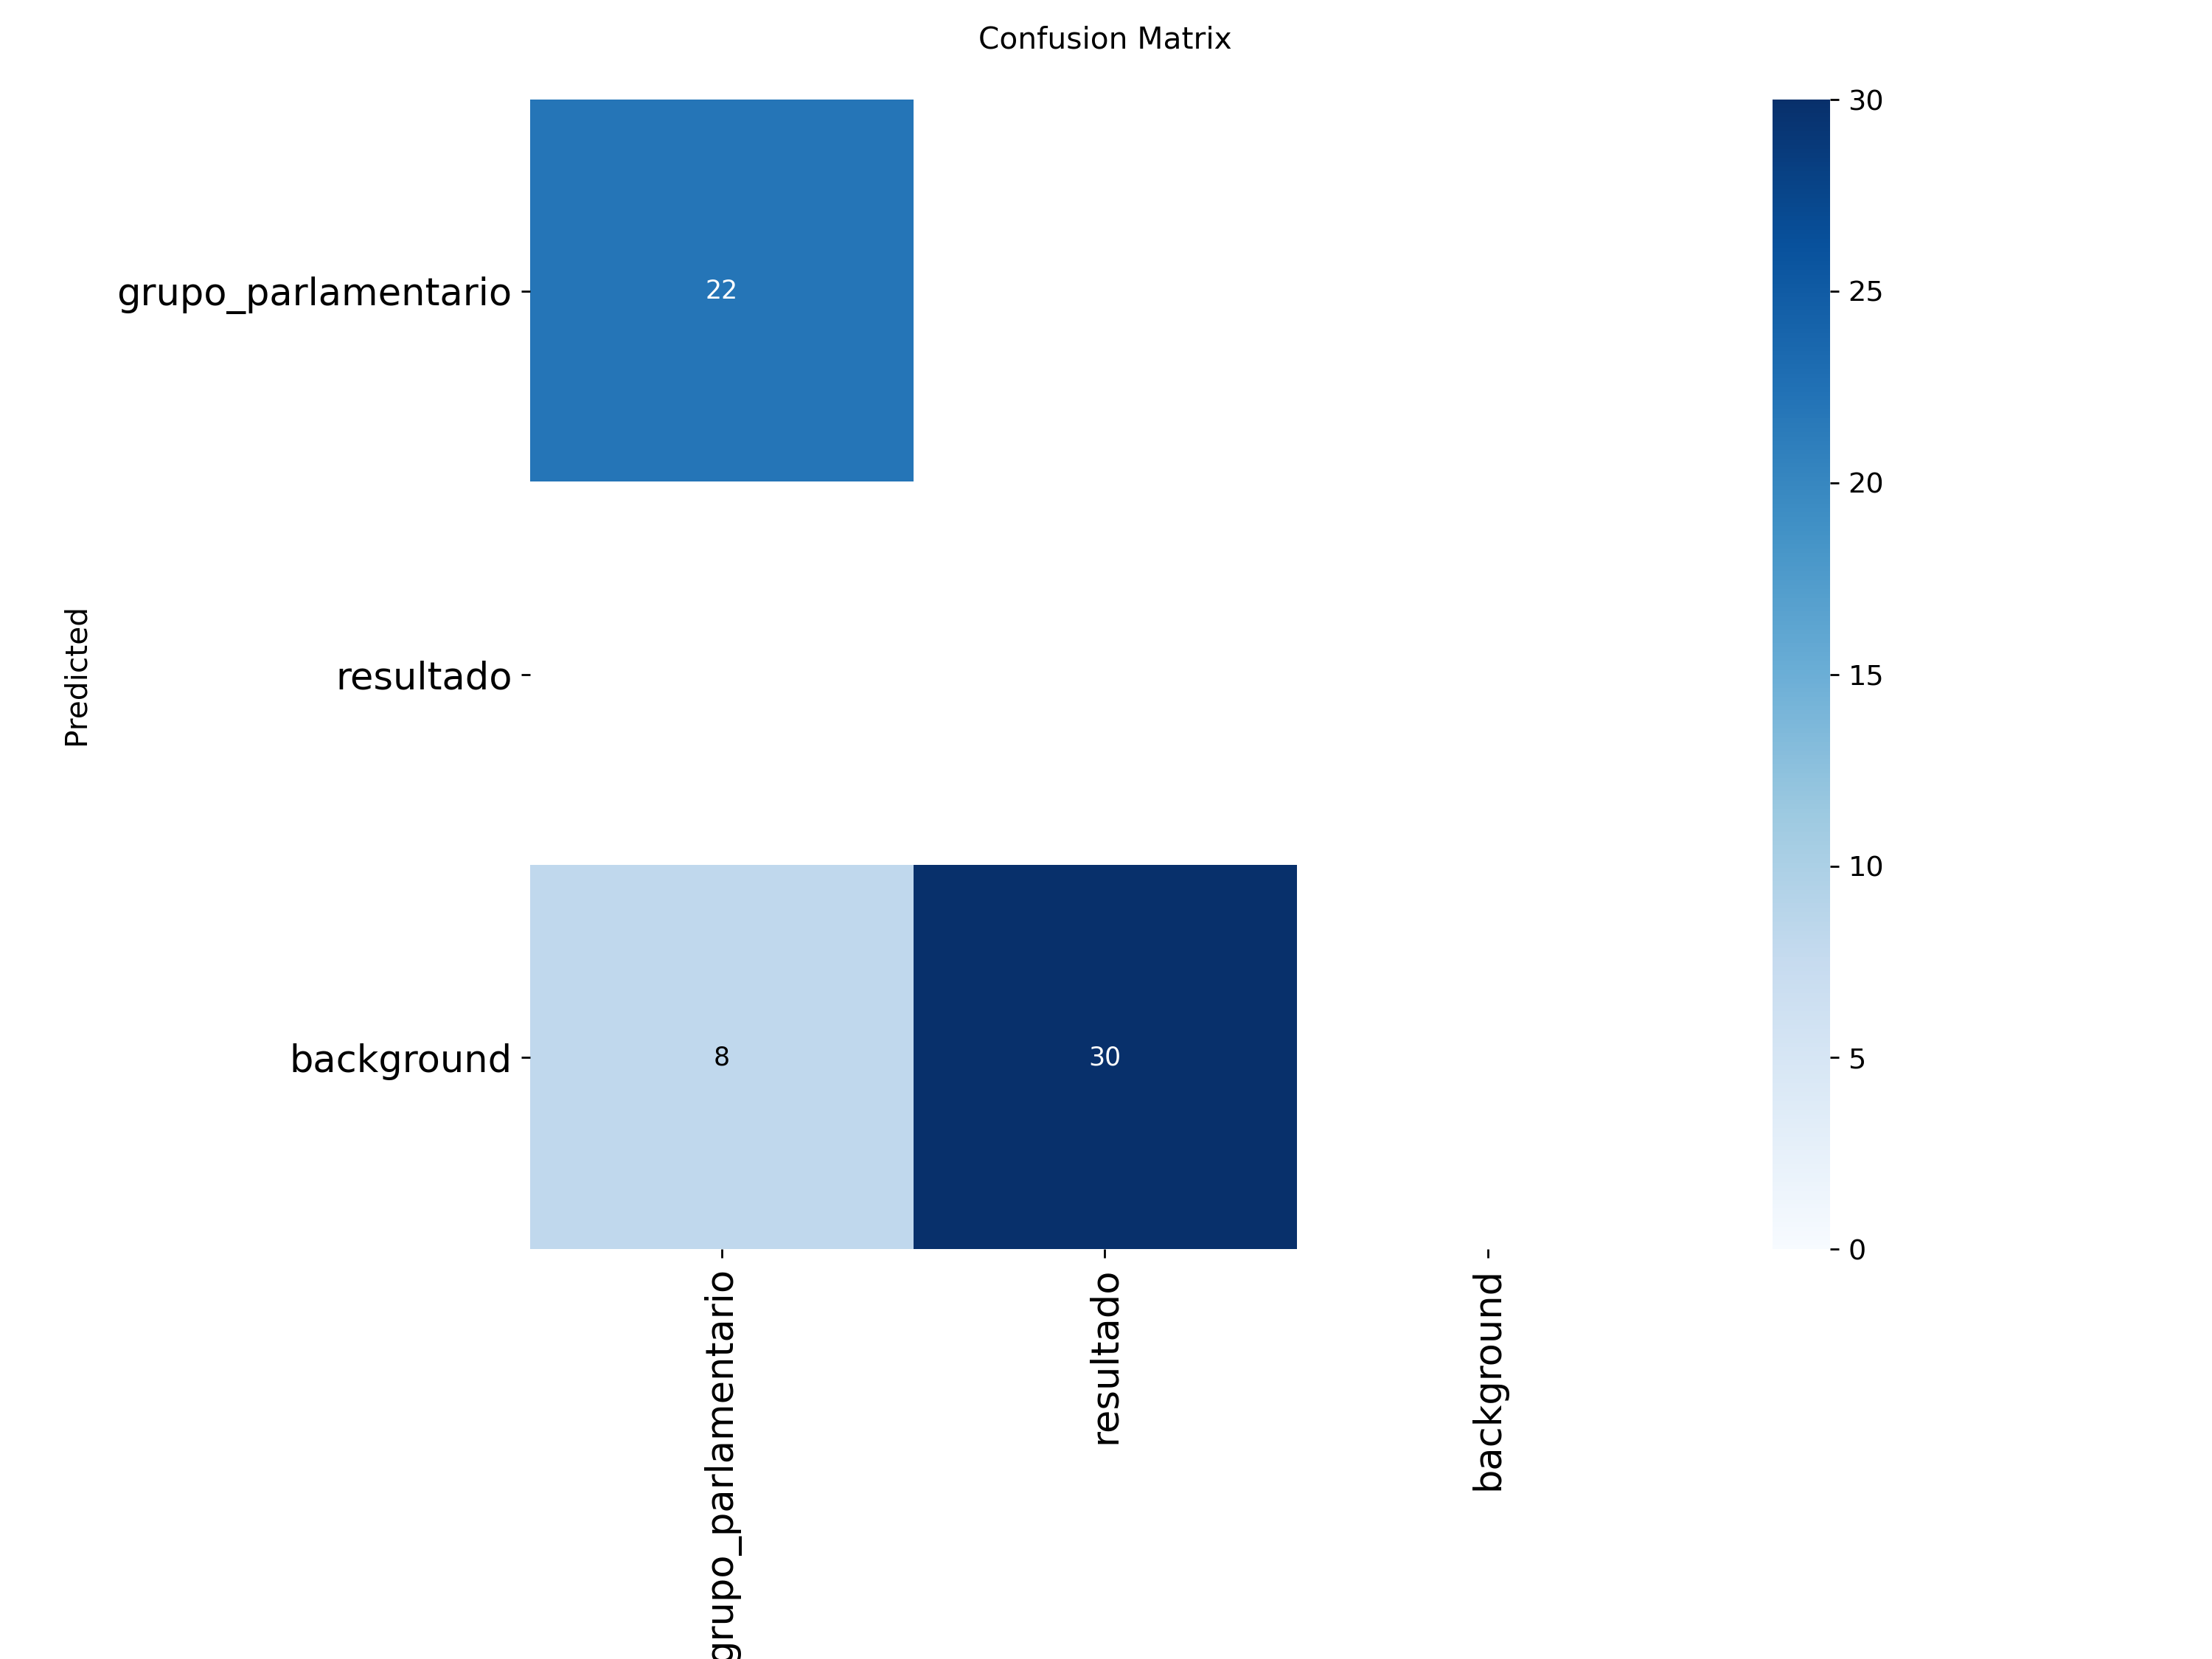 Confusion Matrix
Predicted
grupo_parlamentario
resultado
background
22
8
30
grupo_parlamentario
resultado
background
30
25
20
15
10
5
0